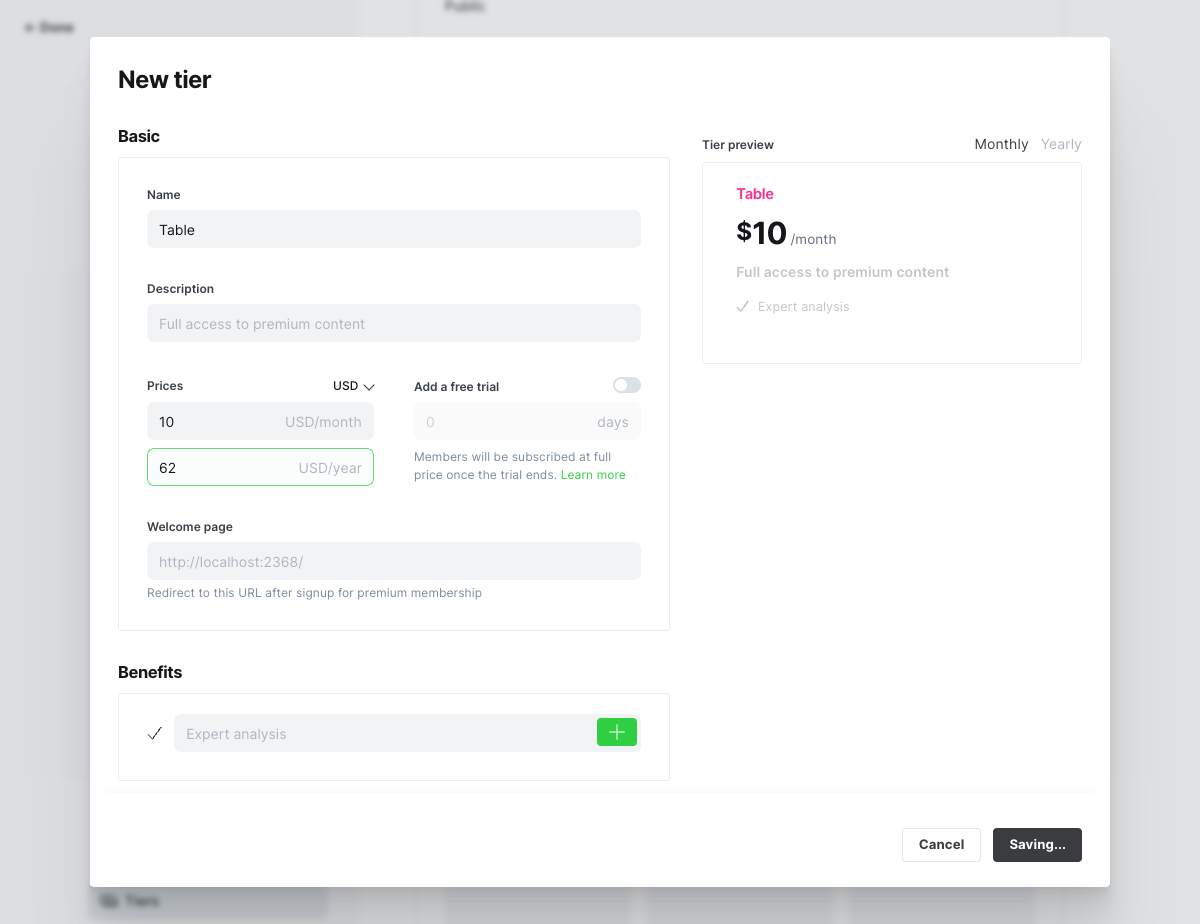 Public
← Done
New tier
Basic
Name
Table
Description
Full access to premium content
Prices
USD
10
USD/month
62
USD/year
Add a free trial
0
days
Members will be subscribed at full
price once the trial ends. Learn more
Welcome page
http://localhost:2368/
Redirect to this URL after signup for premium membership
Benefits
Expert analysis
Tier preview
Monthly
Yearly
Table
$10 /month
Full access to premium content
Expert analysis
Cancel
Saving...
Tiers